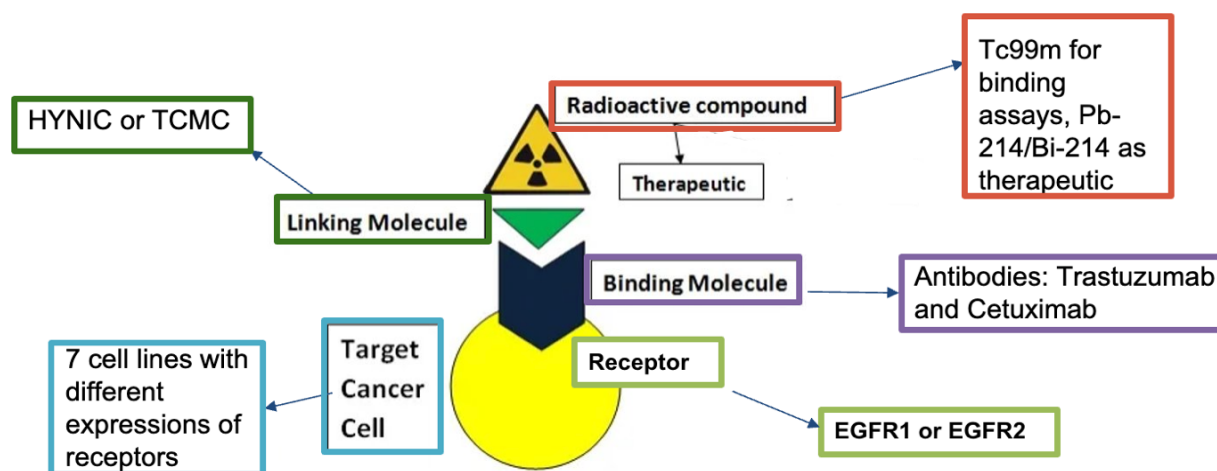 HYNIC or TCMC
Linking Molecule
Radioactive compound
Therapeutic
Tc99m for
binding
assays, Pb-
214/Bi-214 as
therapeutic
Binding Molecule
Antibodies: Trastuzumab
and Cetuximab
Target
Cancer
Cell
7 cell lines with
different
expressions of
receptors
Receptor
EGFR1 or EGFR2